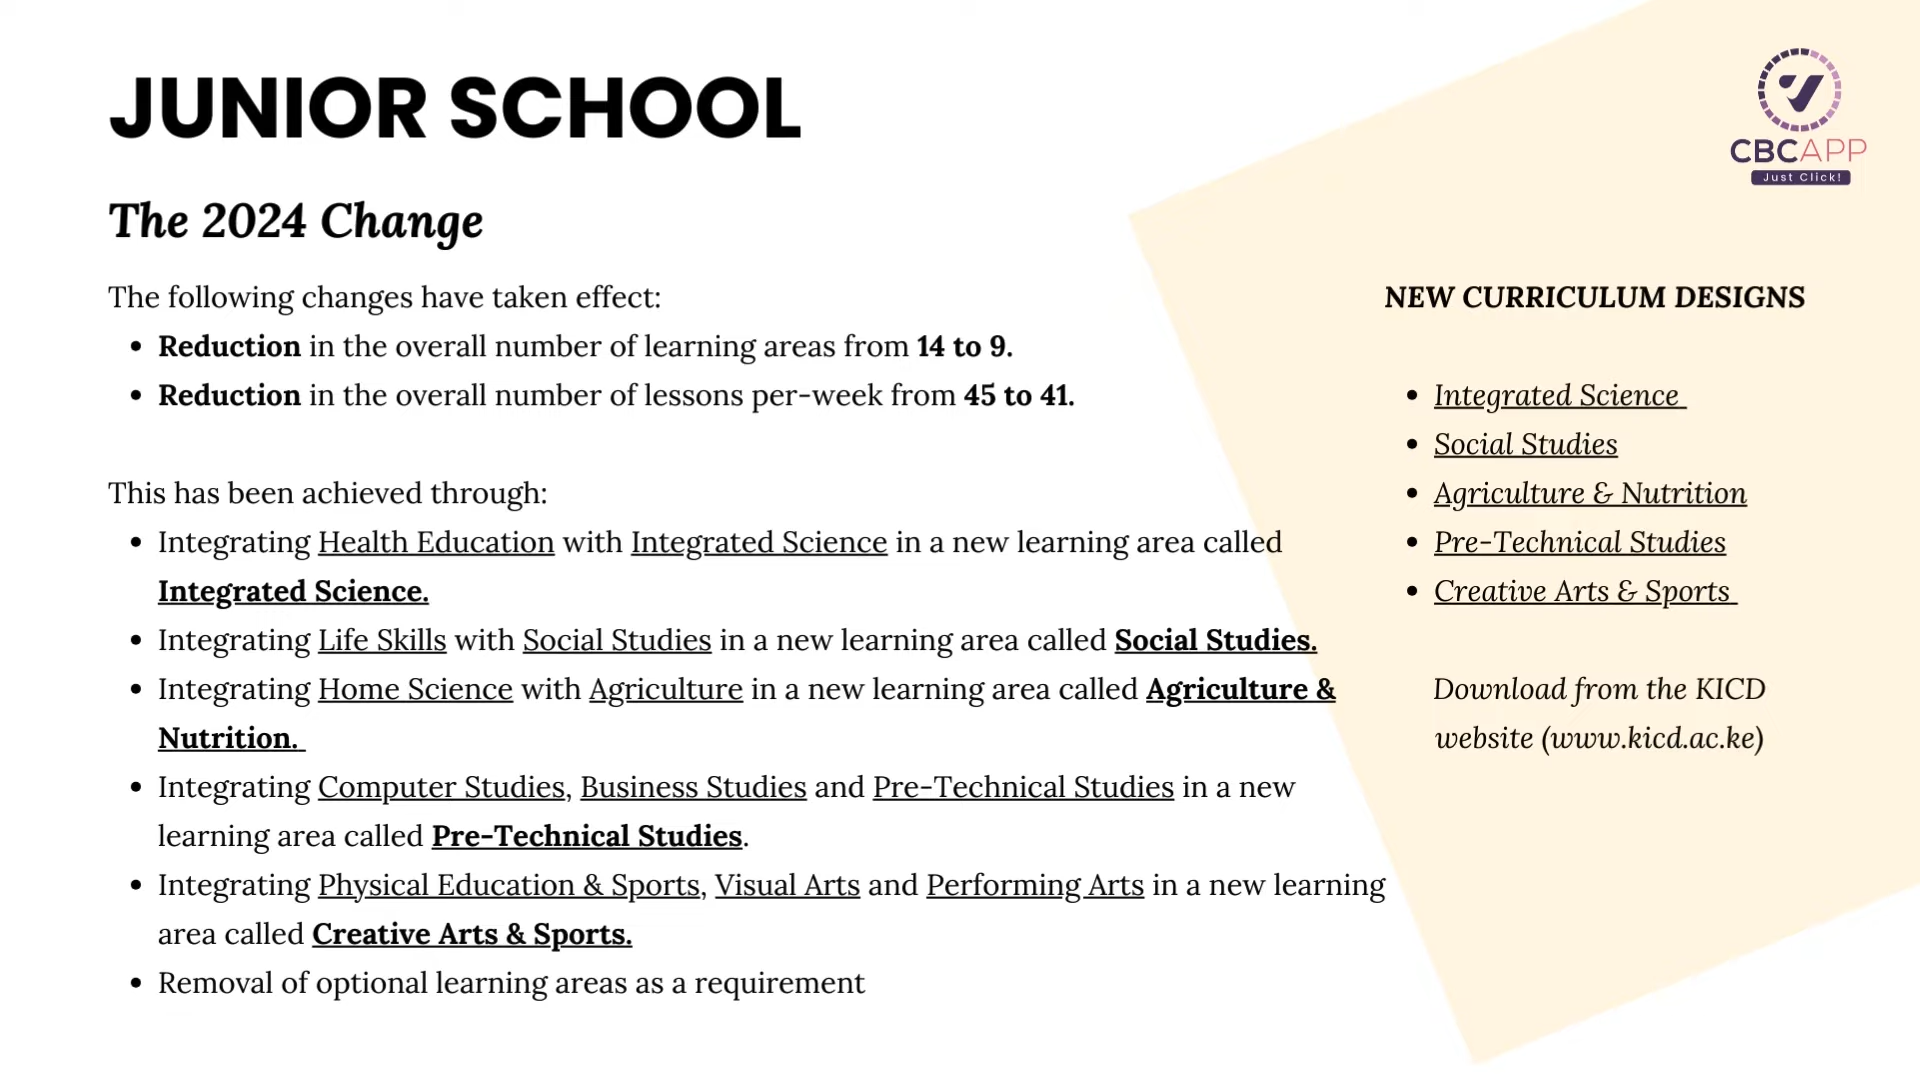 JUNIOR SCHOOL
CBCAPP
Just Click!
The 2024 Change
The following changes have taken effect:
• Reduction in the overall number of learning areas from 14 to 9.
• Reduction in the overall number of lessons per-week from 45 to 41.
This has been achieved through:
• Integrating Health Education with Integrated Science in a new learning area called
Integrated Science.
• Integrating Life Skills with Social Studies in a new learning area called Social Studies.
• Integrating Home Science with Agriculture in a new learning area called Agriculture &
Nutrition.
• Integrating Computer Studies, Business Studies and Pre-Technical Studies in a new
learning area called Pre-Technical Studies.
• Integrating Physical Education & Sports, Visual Arts and Performing Arts in a new learning
area called Creative Arts & Sports.
• Removal of optional learning areas as a requirement
NEW CURRICULUM DESIGNS
• Integrated Science
• Social Studies
• Agriculture & Nutrition
• Pre-Technical Studies
• Creative Arts & Sports
Download from the KICD
website (www.kicd.ac.ke)